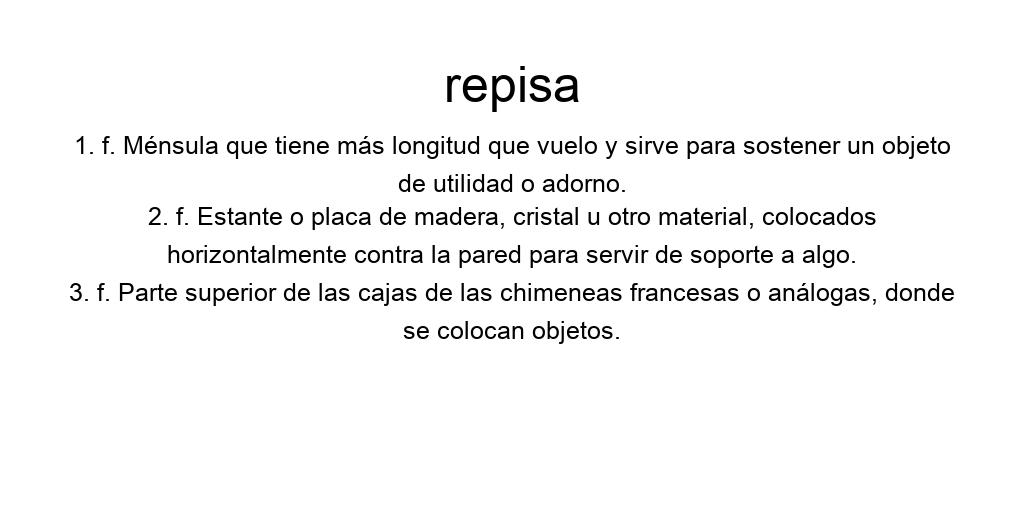 repisa
1. f. Ménsula que tiene más longitud que vuelo y sirve para sostener un objeto
de utilidad o adorno.
2. f. Estante o placa de madera, cristal u otro material, colocados
horizontalmente contra la pared para servir de soporte a algo.
3. f. Parte superior de las cajas de las chimeneas francesas o análogas, donde
se colocan objetos.